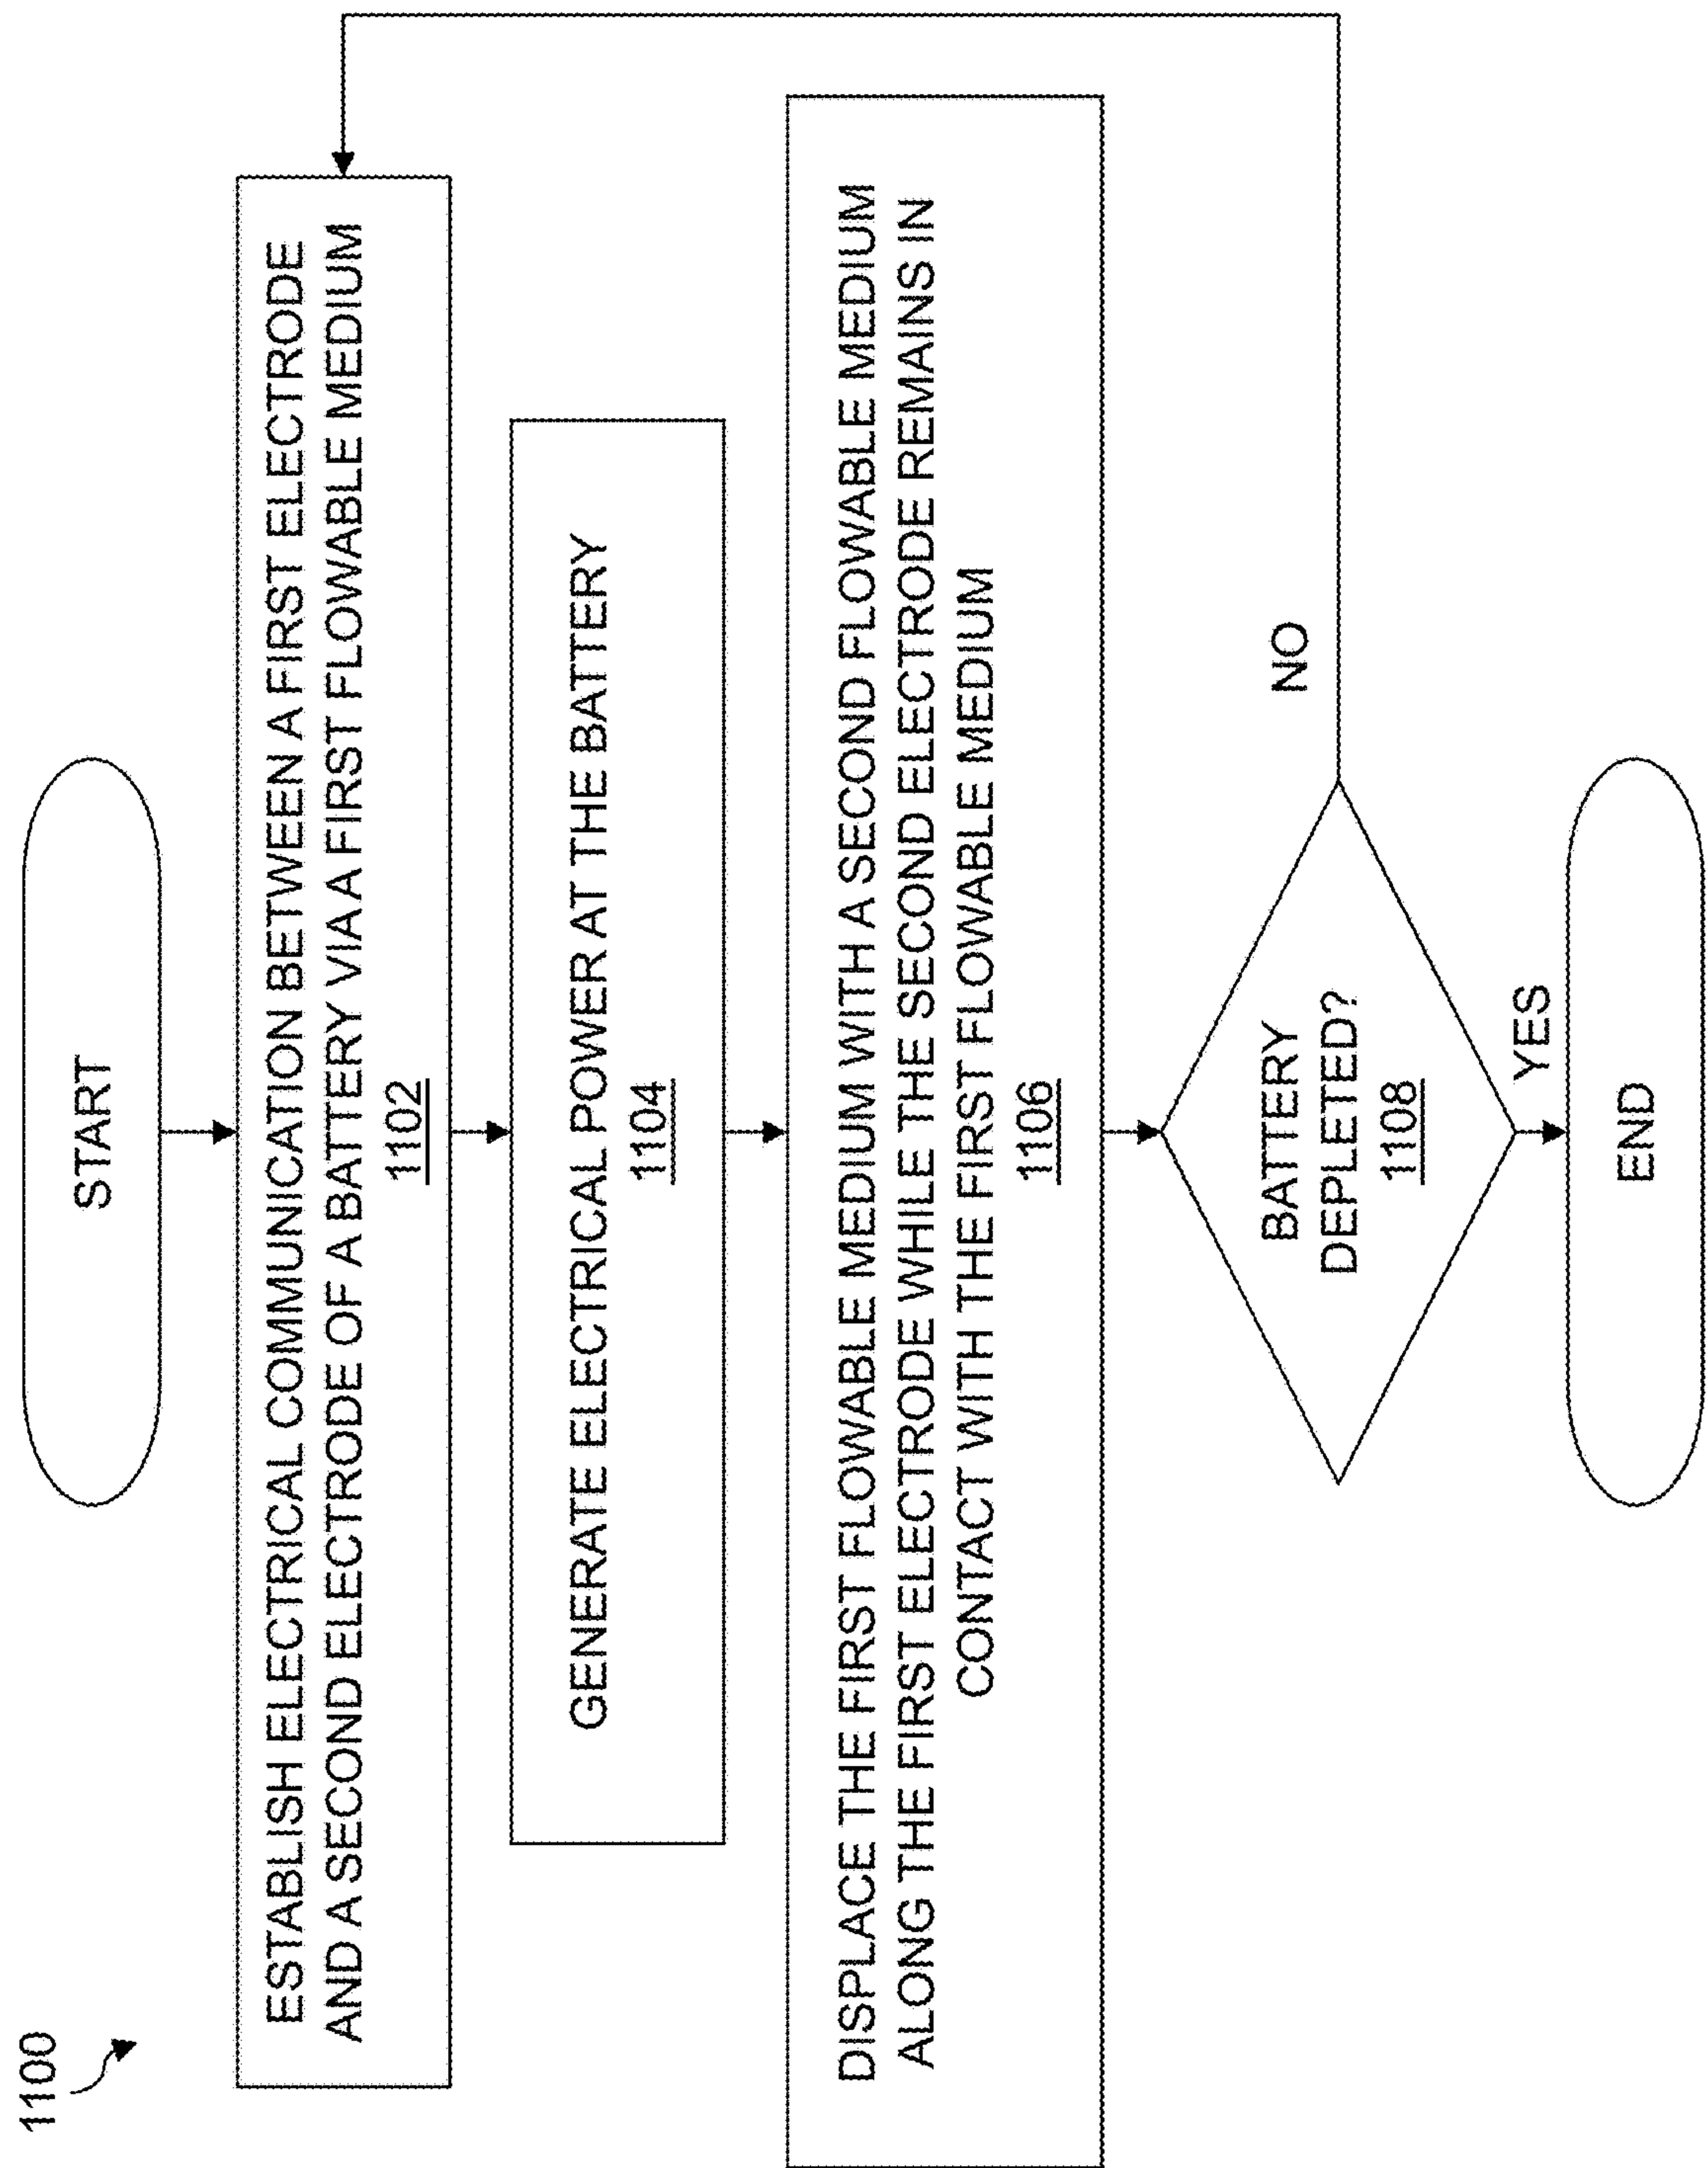 1100
START
ESTABLISH ELECTRICAL COMMUNICATION BETWEEN A FIRST ELECTRODE
AND A SECOND ELECTRODE OF A BATTERY VIA A FIRST FLOWABLE MEDIUM
1102
GENERATE ELECTRICAL POWER AT THE BATTERY
1104
DISPLACE THE FIRST FLOWABLE MEDIUM WITH A SECOND FLOWABLE MEDIUM
ALONG THE FIRST ELECTRODE WHILE THE SECOND ELECTRODE REMAINS IN
CONTACT WITH THE FIRST FLOWABLE MEDIUM
1106
BATTERY
DEPLETED?
1108
NO
YES
END